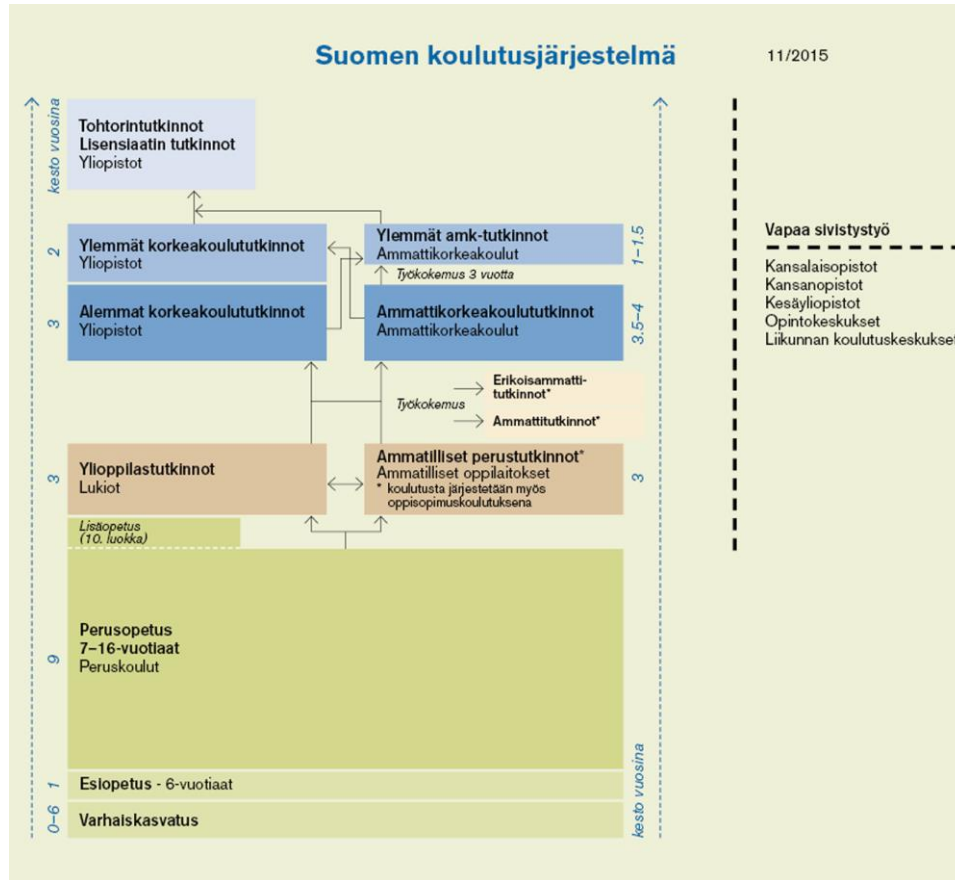 Suomen koulutusjärjestelmä
11/2015
kesto vuosina
Tohtorintutkinnot
Lisensiaatin tutkinnot
Yliopistot
2
Ylemmät korkeakoulututkinnot
Yliopistot
Ylemmät amk-tutkinnot
Ammattikorkeakoulut
1–1.5
Työkokemus 3 vuotta
3
Alemmat korkeakoulututkinnot
Yliopistot
Ammattikorkeakoulututkinnot
Ammattikorkeakoulut
3.5–4
Työkokemus
Erikoisammatti-
tutkinnot*
Ammattitutkinnot*
3
Ylioppilastutkinnot
Lukiot
Ammatilliset perustutkinnot*
Ammatilliset oppilaitokset
* koulutusta järjestetään myös
oppisopimuskoulutuksena
3
Lisäopetus
(10. luokka)
9
Perusopetus
7–16-vuotiaat
Peruskoulut
1
Esiopetus - 6-vuotiaat
0–6
Varhaiskasvatus
kesto vuosina
Vapaa sivistystyö
Kansalaisopistot
Kansanopistot
Kesäyliopistot
Opintokeskukset
Liikunnan koulutuskeskukset